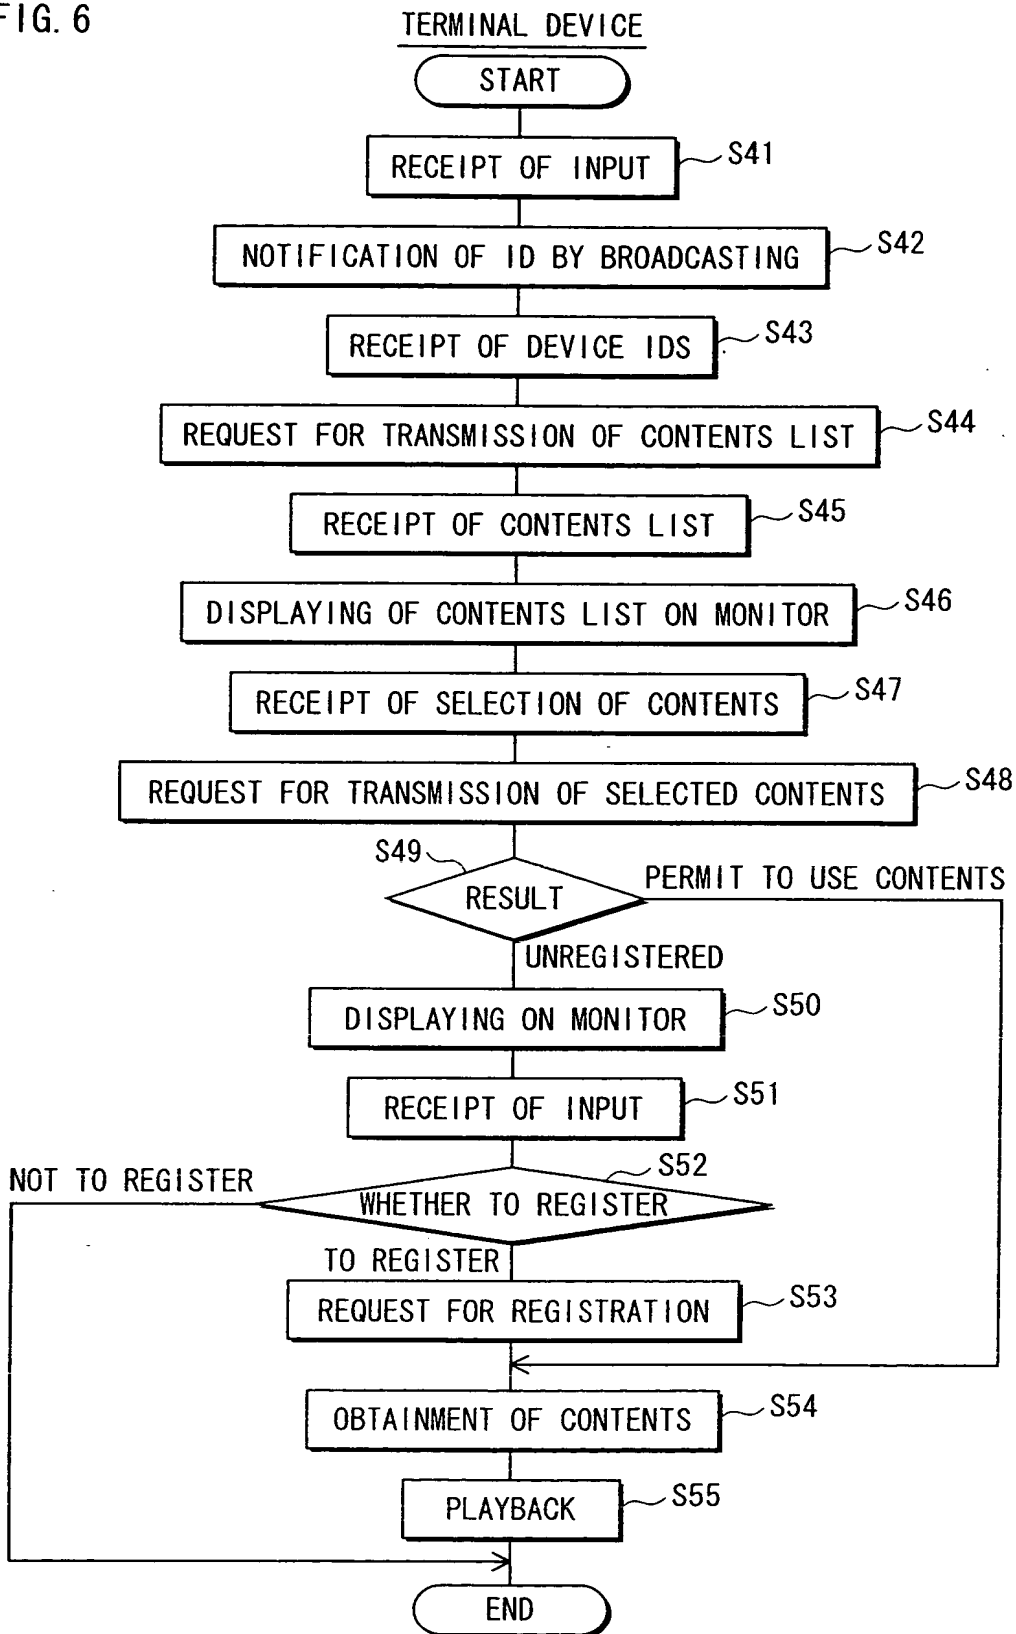 FIG. 6
TERMINAL DEVICE
START
RECEIPT OF INPUT
S41
NOTIFICATION OF ID BY BROADCASTING
S42
RECEIPT OF DEVICE IDS
S43
REQUEST FOR TRANSMISSION OF CONTENTS LIST
S44
RECEIPT OF CONTENTS LIST
S45
DISPLAYING OF CONTENTS LIST ON MONITOR
S46
RECEIPT OF SELECTION OF CONTENTS
S47
REQUEST FOR TRANSMISSION OF SELECTED CONTENTS
S48
S49
RESULT
PERMIT TO USE CONTENTS
UNREGISTERED
DISPLAYING ON MONITOR
S50
RECEIPT OF INPUT
S51
NOT TO REGISTER
WHETHER TO REGISTER
S52
TO REGISTER
REQUEST FOR REGISTRATION
S53
OBTAINMENT OF CONTENTS
S54
PLAYBACK
S55
END